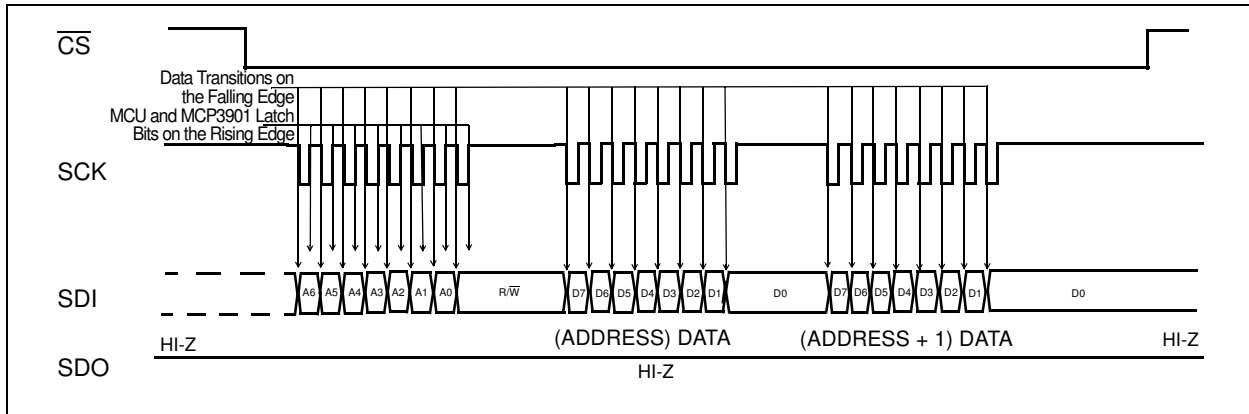 CS
Data Transitions on
the Falling Edge
MCU and MCP3901 Latch
Bits on the Rising Edge
SCK
SDI
A6 A5 A4 A3 A2 A1 A0 R/W D7 D6 D5 D4 D3 D2 D1 D0 D7 D6 D5 D4 D3 D2 D1 D0
(ADDRESS) DATA (ADDRESS + 1) DATA
HI-Z HI-Z
SDO
HI-Z